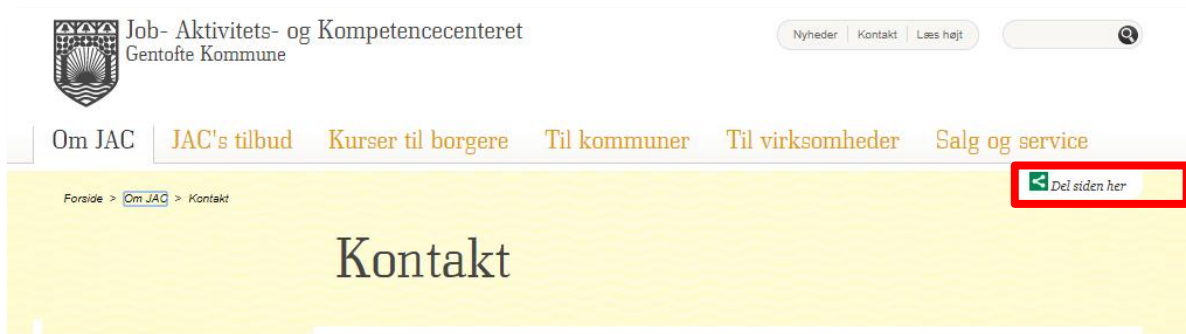 Job- Aktivitets- og Kompetencecenteret
Gentofte Kommune
Nyheder | Kontakt | Læs højt
Om JAC JAC's tilbud Kurser til borgere Til kommuner Til virksomheder Salg og service
Del siden her
Forside > Om JAC > Kontakt
Kontakt